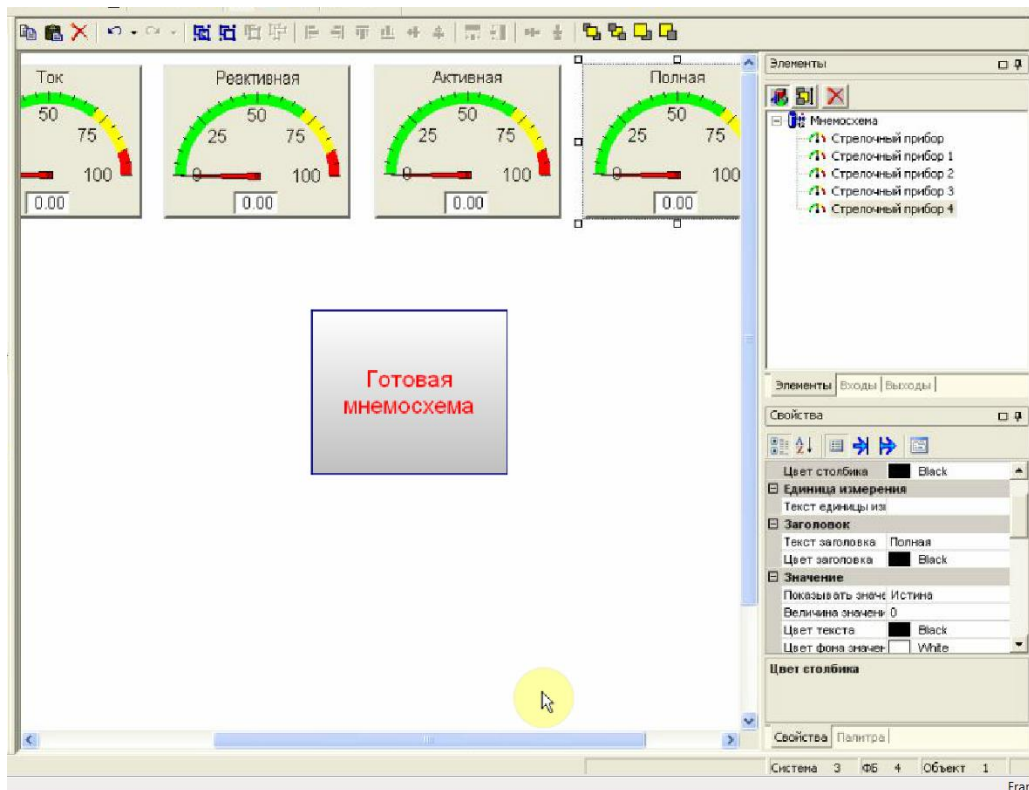 Ток
50
75
100
0.00
Реактивная
50
25
75
0
100
0.00
Активная
50
25
75
0
100
0.00
Полная
50
25
75
0
100
0.00
Готовая
мнемосхема
Элементы
Мнемосхема
Стрелочный прибор
Стрелочный прибор 1
Стрелочный прибор 2
Стрелочный прибор 3
Стрелочный прибор 4
Элементы Входы Выходы
Свойства
Цвет столбика Black
Единица измерения
Текст единицы изм
Заголовок
Текст заголовка Полная
Цвет заголовка Black
Значение
Показывать значе Истина
Величина значени 0
Цвет текста Black
Цвет фона значен White
Цвет столбика
Свойства Палитра
Система 3 ФБ 4 Объект 1
Frar